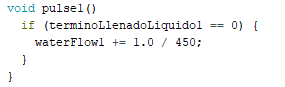 void pulse1()
if (terminoLlenadoLiquido1 == 0) {
waterFlow1 += 1.0 / 450;
}
}